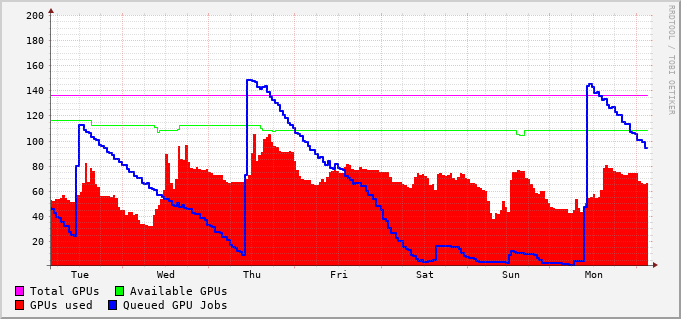 200
180
160
140
120
100
80
60
40
20
Tue Wed Thu Fri Sat Sun Mon
Total GPUs Available GPUs
GPUs used Queued GPU Jobs
RRDTOOL / TOBI OETIKER